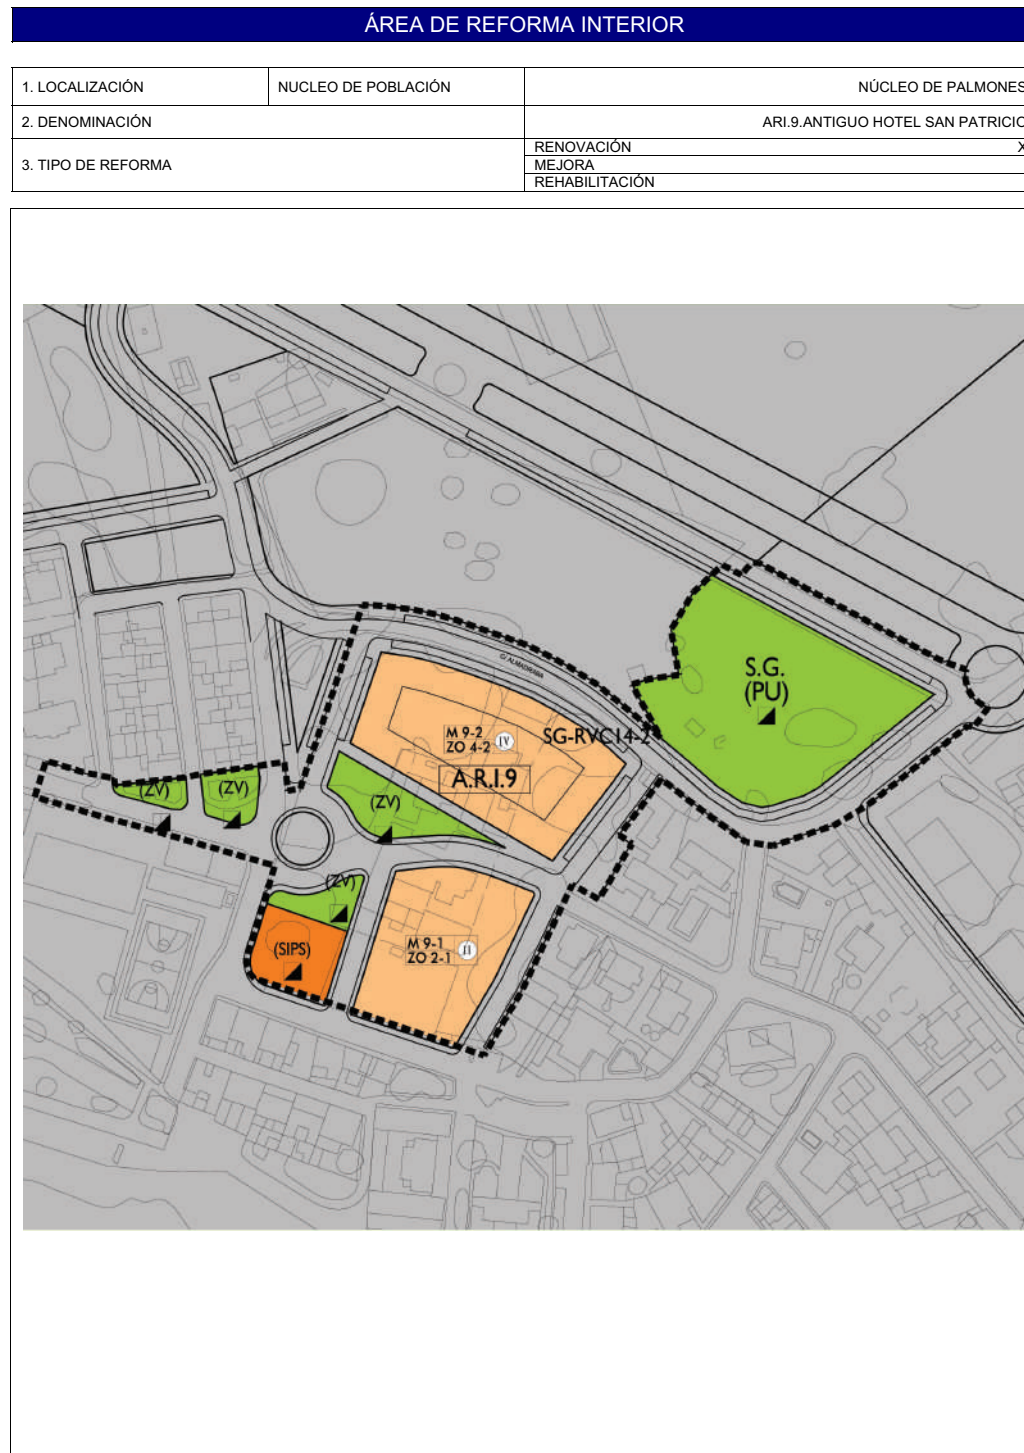 ÁREA DE REFORMA INTERIOR
1. LOCALIZACIÓN NUCLEO DE POBLACIÓN NÚCLEO DE PALMONES
2. DENOMINACIÓN ARI.9.ANTIGUO HOTEL SAN PATRICIO
3. TIPO DE REFORMA
RENOVACIÓN X
MEJORA
REHABILITACIÓN
C/ ALMADRABA
S.G.
(PU)
M 9-2
ZO 4-2
IV
SG-RVC14-2
A.R.I.9
(ZV)
(ZV)
(ZV)
(ZV)
(SIPS)
M 9-1
ZO 2-1
II